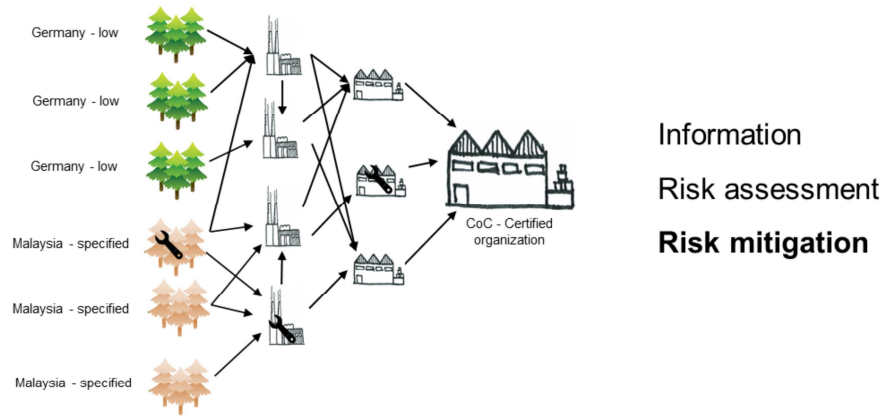 Germany - low
Germany - low
Germany - low
Malaysia - specified
Malaysia - specified
Malaysia - specified
CoC - Certified
organization
Information
Risk assessment
Risk mitigation